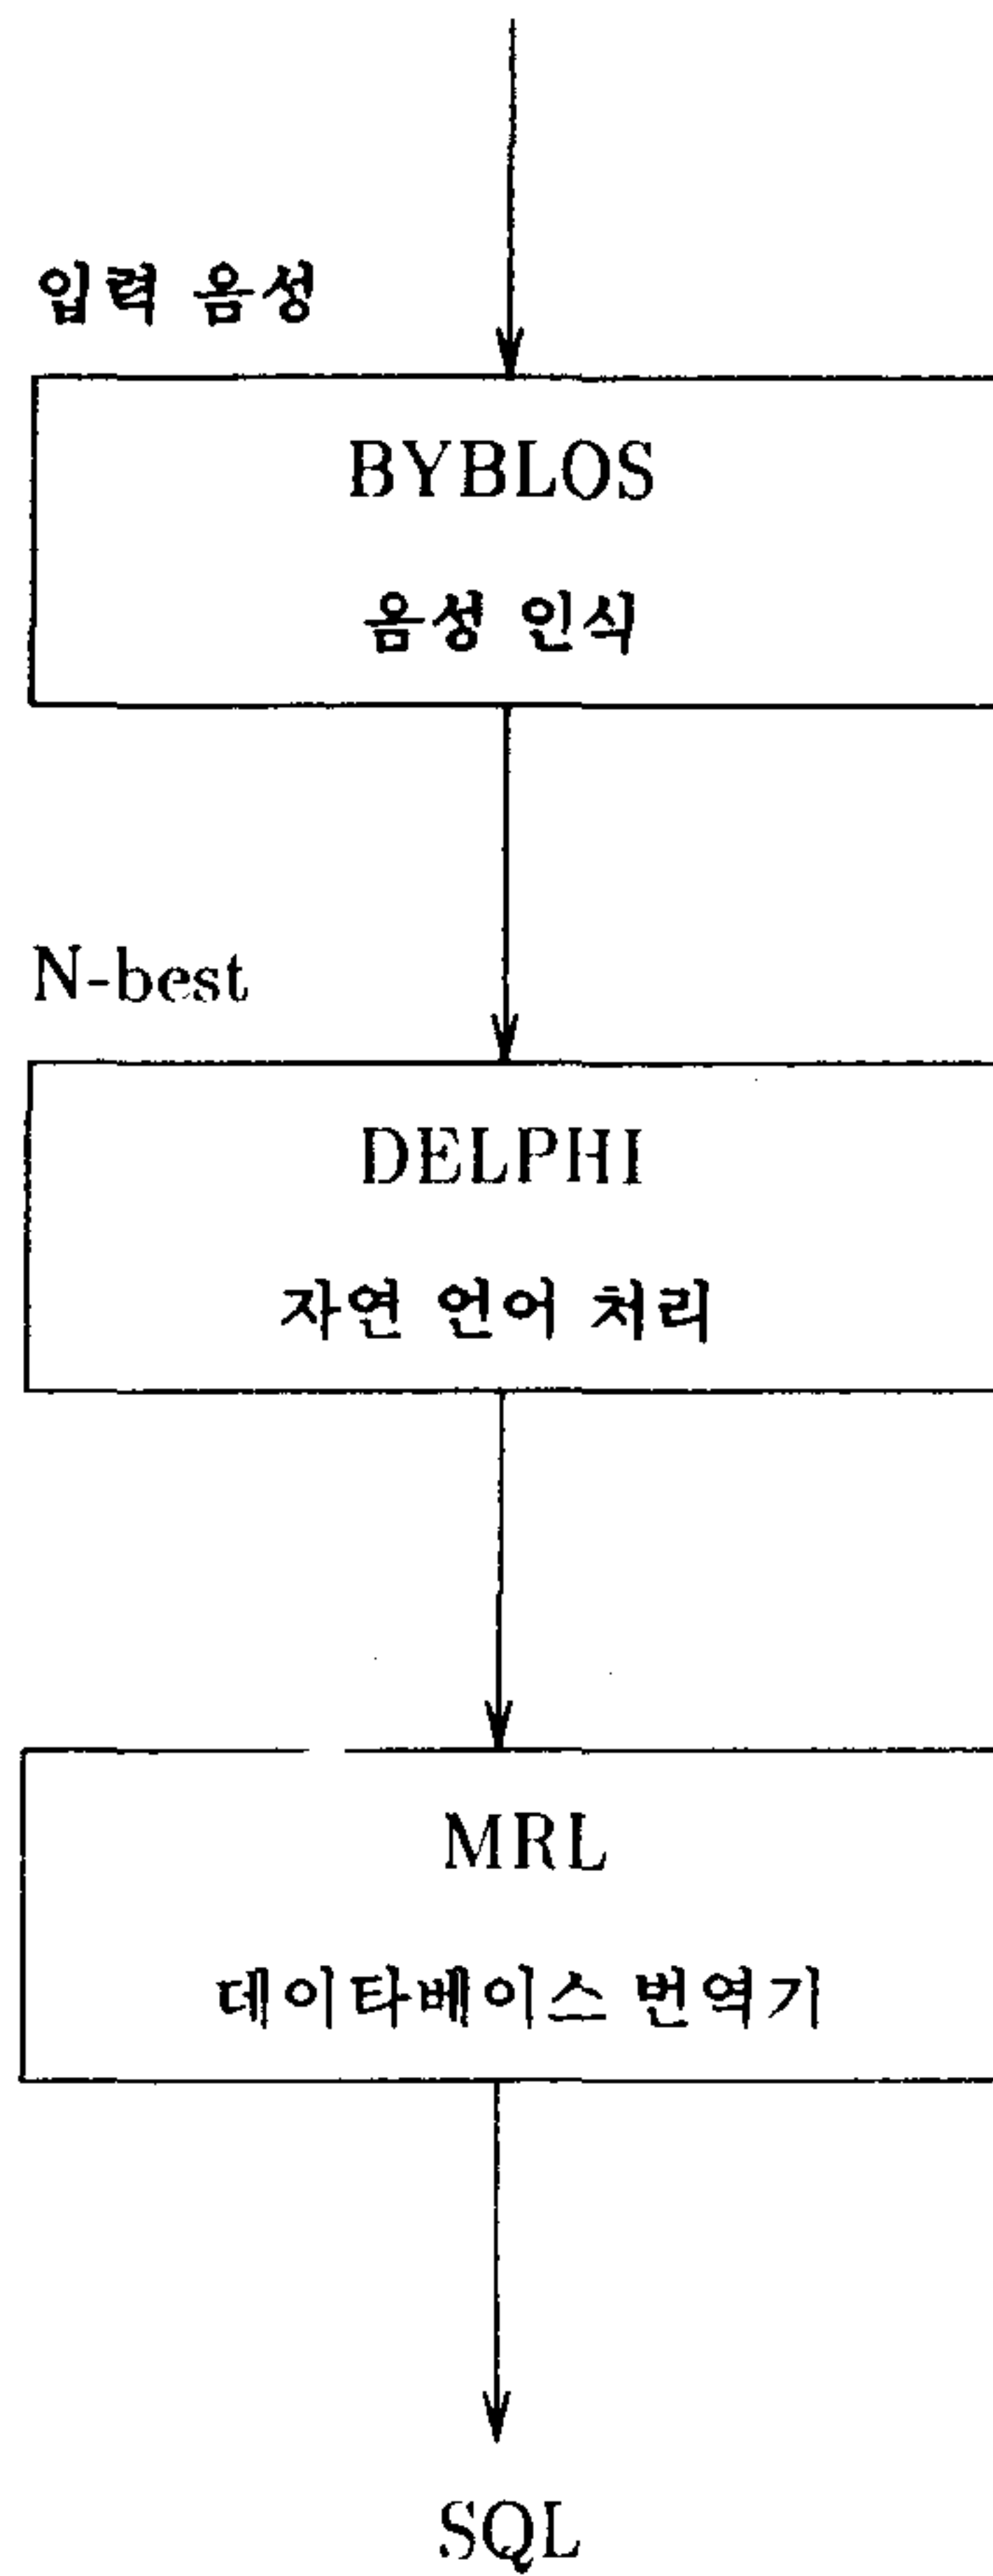 입력 음성
BYBLOS
음성 인식
N-best
DELPHI
자연 언어 처리
MRL
데이타베이스 번역기
SQL